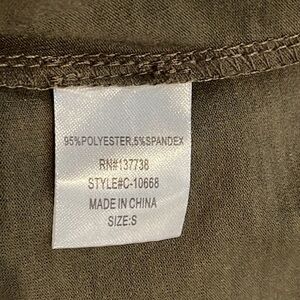 95%POLYESTER,5%SPANDEX
RN#137738
STYLE#C-10668
MADE IN CHINA
SIZE:S